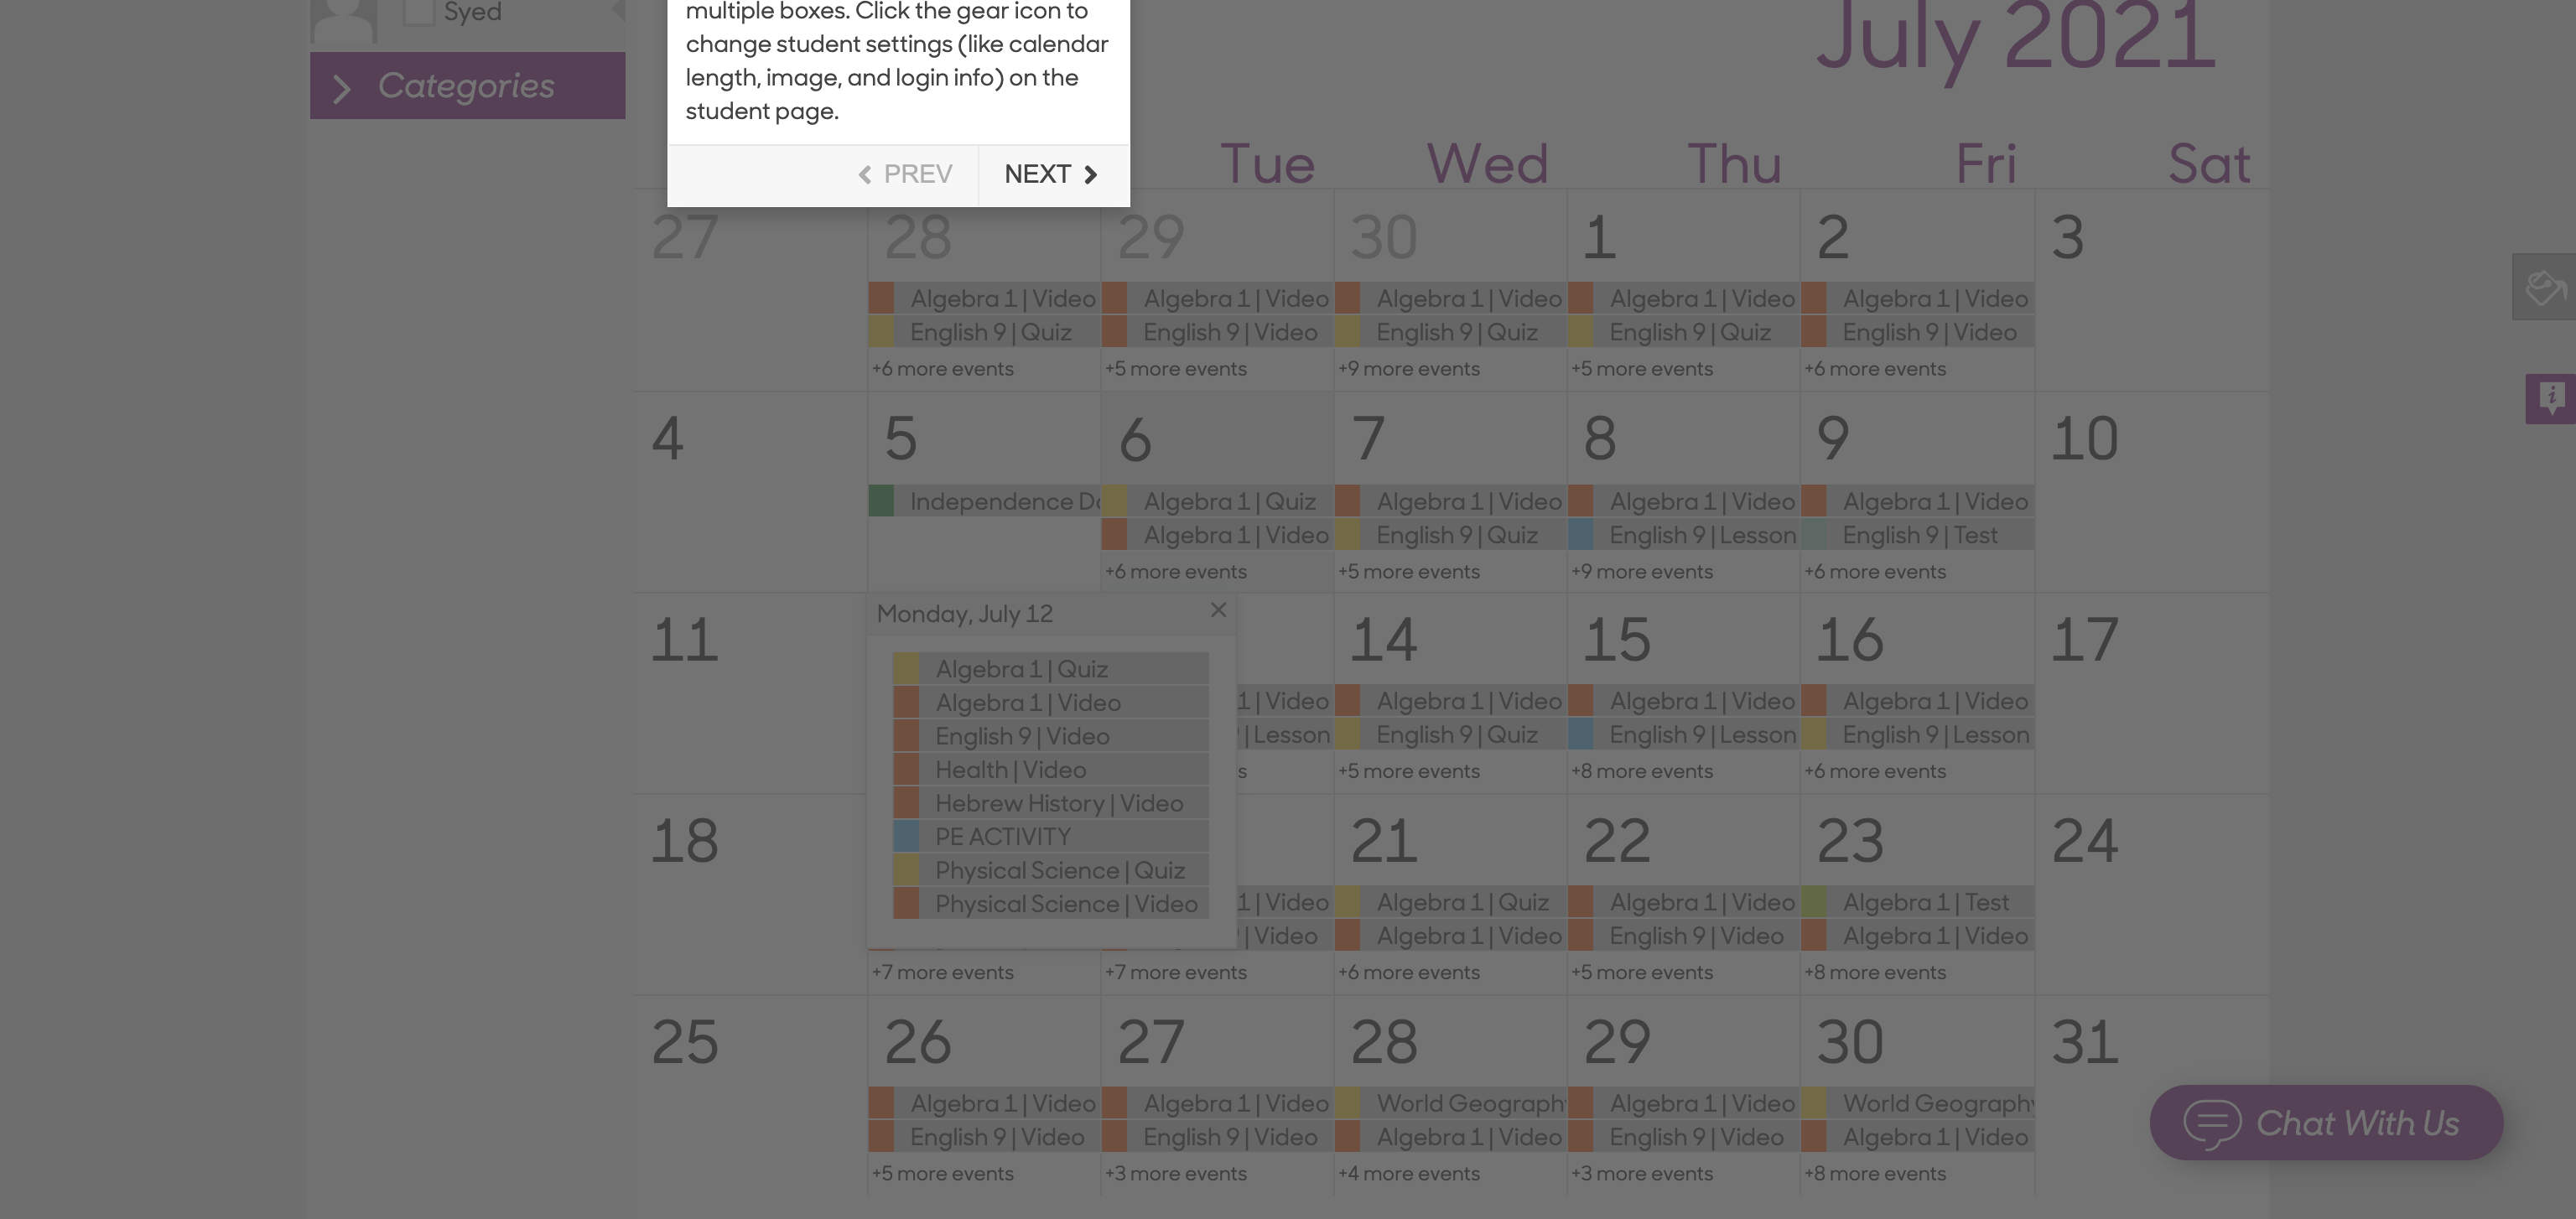 Syed
Categories
multiple boxes. Click the gear icon to
change student settings (like calendar
length, image, and login info) on the
student page.
PREV NEXT
July 2021
Tue Wed Thu Fri Sat
27 28 29 30 1 2 3
Algebra 1 | Video Algebra 1 | Video Algebra 1 | Video Algebra 1 | Video Algebra 1 | Video
English 9 | Quiz English 9 | Video English 9 | Quiz English 9 | Quiz English 9 | Video
+6 more events +5 more events +9 more events +5 more events +6 more events
4 5 6 7 8 9 10
Independence Algebra 1 | Quiz Algebra 1 | Video Algebra 1 | Video Algebra 1 | Video
Algebra 1 | Video English 9 | Quiz English 9 | Lesson English 9 | Test
+6 more events +5 more events +9 more events +6 more events
Monday, July 12
Algebra 1 | Quiz
Algebra 1 | Video
English 9 | Video
Health | Video
Hebrew History | Video
PE ACTIVITY
Physical Science | Quiz
Physical Science | Video
11 14 15 16 17
1 | Video Algebra 1 | Video Algebra 1 | Video Algebra 1 | Video
| Lesson English 9 | Quiz English 9 | Lesson English 9 | Lesson
s +5 more events +8 more events +6 more events
18 21 22 23 24
1 | Video Algebra 1 | Quiz Algebra 1 | Video Algebra 1 | Test
| Video Algebra 1 | Video English 9 | Video Algebra 1 | Video
+7 more events +7 more events +6 more events +5 more events +8 more events
25 26 27 28 29 30 31
Algebra 1 | Video Algebra 1 | Video World Geography Algebra 1 | Video World Geography
English 9 | Video English 9 | Video Algebra 1 | Video English 9 | Video Algebra 1 | Video
+5 more events +3 more events +4 more events +3 more events +8 more events
Chat With Us